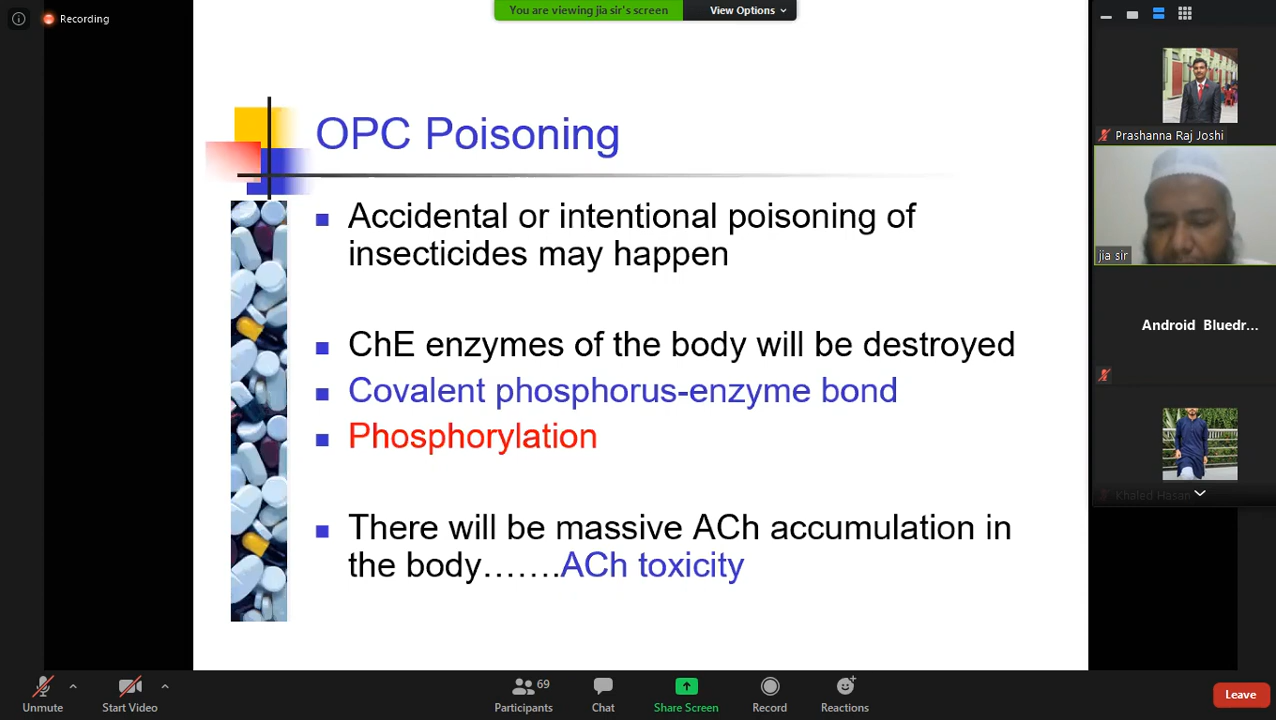 Recording
You are viewing jia sir's screen
View Options
OPC Poisoning
Accidental or intentional poisoning of
insecticides may happen
ChE enzymes of the body will be destroyed
Covalent phosphorus-enzyme bond
Phosphorylation
There will be massive ACh accumulation in
the body…….ACh toxicity
Prashanna Raj Joshi
jia sir
Android Bluedr...
Khaled Hasan
Unmute
Start Video
69
Participants
Chat
Share Screen
Record
Reactions
Leave